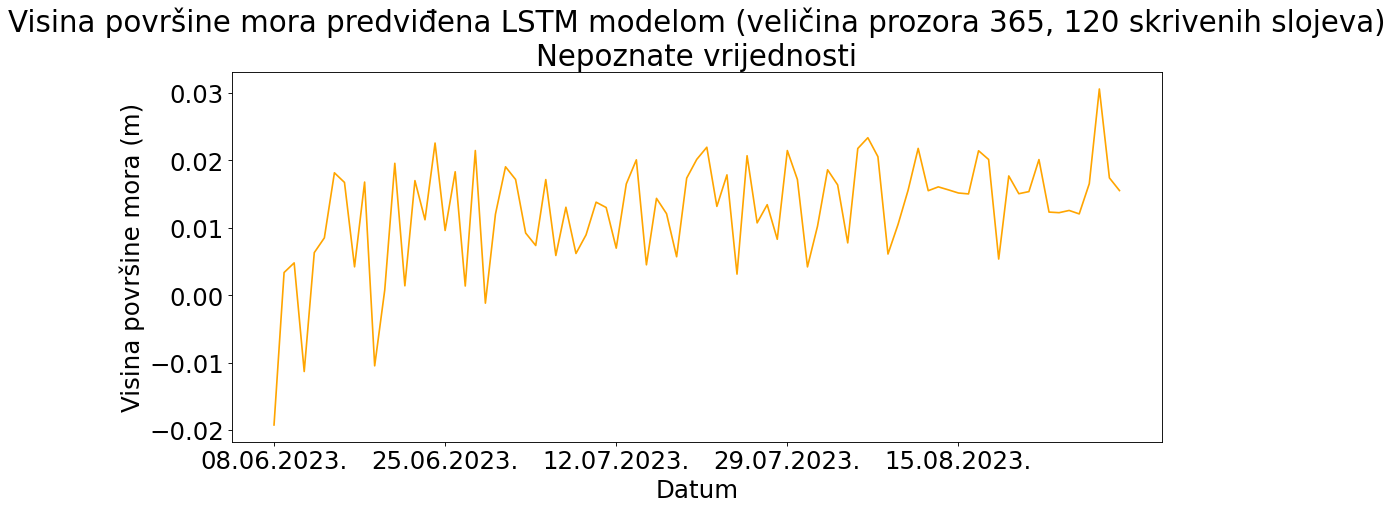 Visina površine mora predviđena LSTM modelom (veličina prozora 365, 120 skrivenih slojeva)
Nepoznate vrijednosti
Visina površine mora (m)
0.03
0.02
0.01
0.00
−0.01
−0.02
08.06.2023. 25.06.2023. 12.07.2023. 29.07.2023. 15.08.2023.
Datum